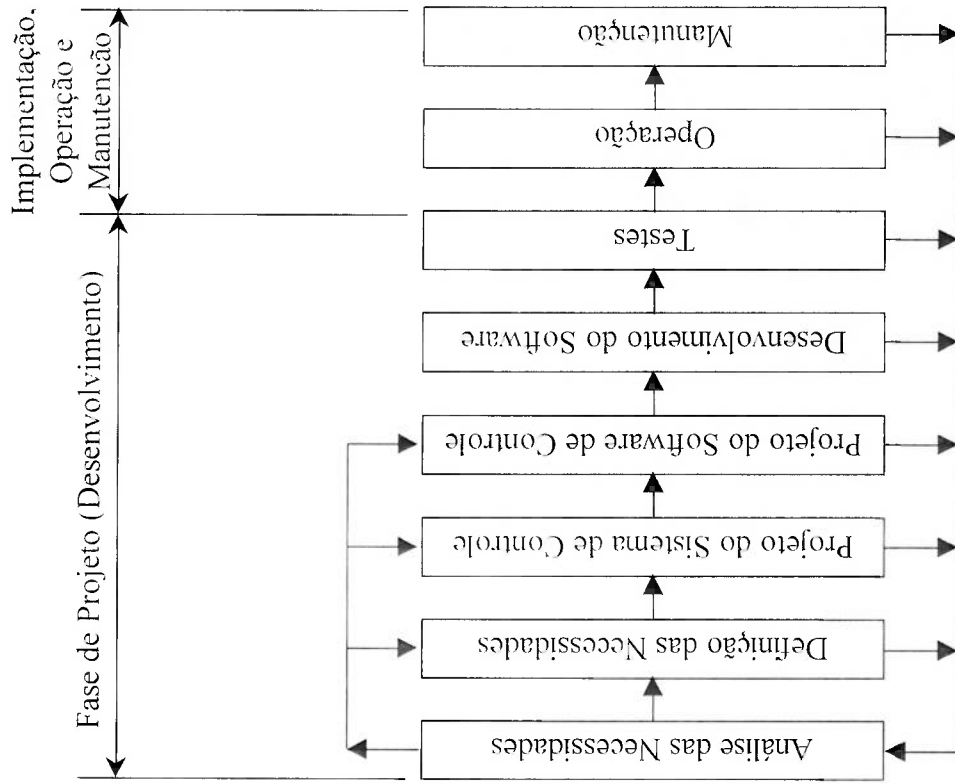 Análise das Necessidades
Definição das Necessidades
Projeto do Sistema de Controle
Projeto do Software de Controle
Desenvolvimento do Software
Testes
Operação
Manutenção
Fase de Projeto (Desenvolvimento)
Implementação,
Operação e
Manutencão